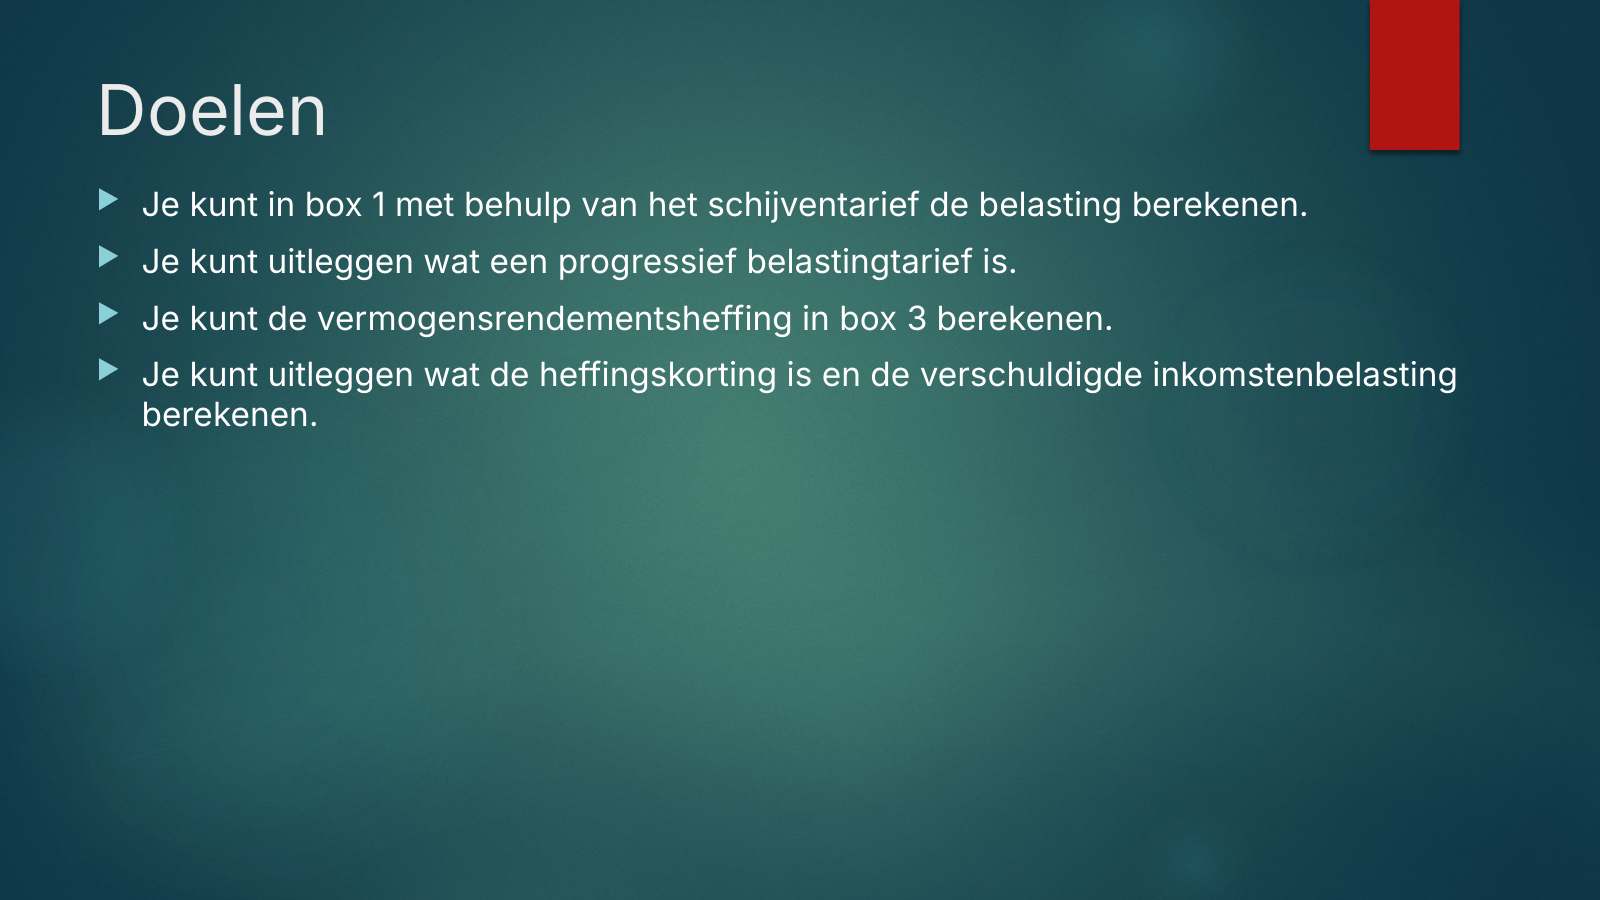 Doelen
Je kunt in box 1 met behulp van het schijventarief de belasting berekenen.
Je kunt uitleggen wat een progressief belastingtarief is.
Je kunt de vermogensrendementsheffing in box 3 berekenen.
Je kunt uitleggen wat de heffingskorting is en de verschuldigde inkomstenbelasting
berekenen.